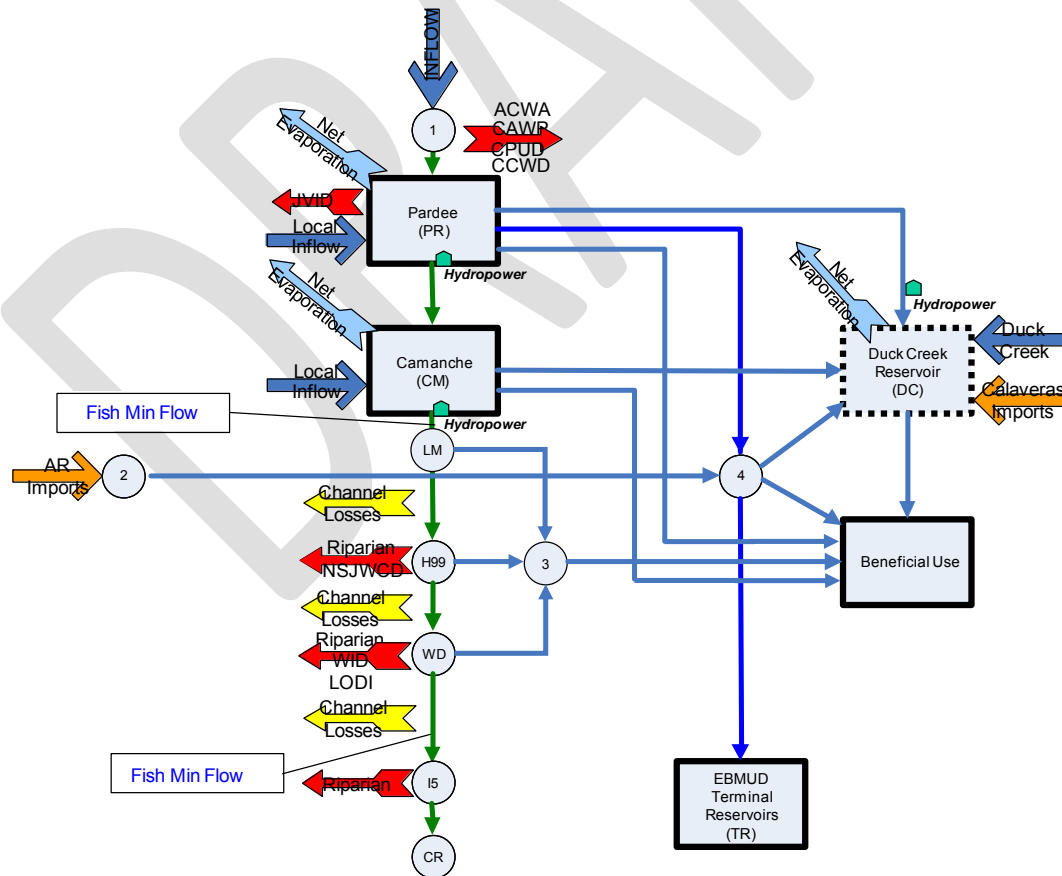 DRAFT
INFLOW
1
ACWA
CAWP
CPUD
CCWD
Net
Evaporation
JVID
Pardee
(PR)
Local
Inflow
Hydropower
Net
Evaporation
Net
Evaporation
Hydropower
Camanche
(CM)
Local
Inflow
Duck Creek
Reservoir
(DC)
Duck
Creek
Calaveras
Imports
Fish Min Flow
Hydropower
LM
AR
Imports
2
4
Channel
Losses
Riparian
NSJWCD
H99
3
Beneficial Use
Channel
Losses
Riparian
WID
LODI
WD
Channel
Losses
Fish Min Flow
Riparian
I5
EBMUD
Terminal
Reservoirs
(TR)
CR